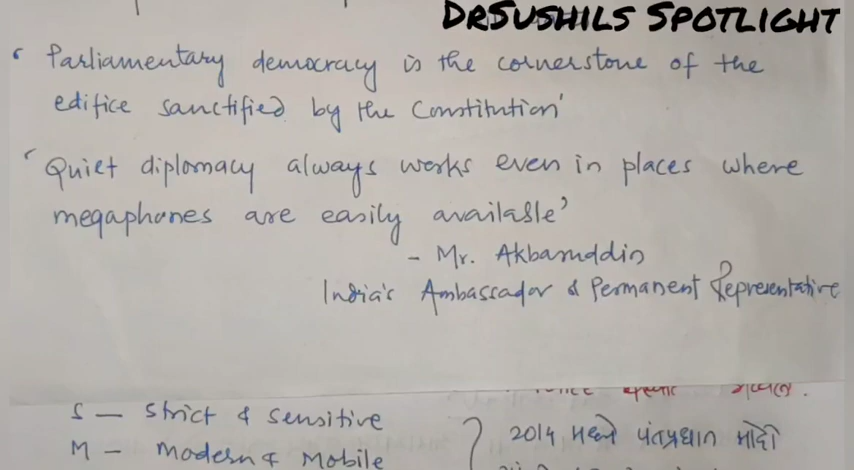 DrSushils Spotlight
'Parliamentary democracy is the cornerstone of the
edifice sanctified by the Constitution'
'Quiet diplomacy always works even in places where
megaphones are easily available'
- Mr. Akbaruddin
India's Ambassador & Permanent Representative
S — Strict & Sensitive
M — Modern & Mobile
2014 मध्ये पंतप्रधान मोदी